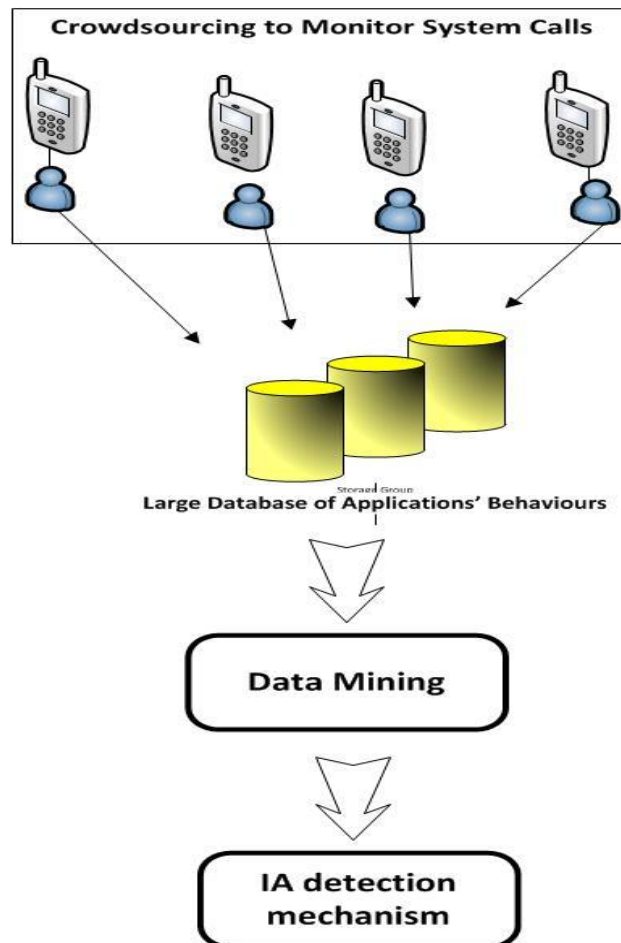 Crowdsourcing to Monitor System Calls
Storage Group
Large Database of Applications' Behaviours
Data Mining
IA detection
mechanism